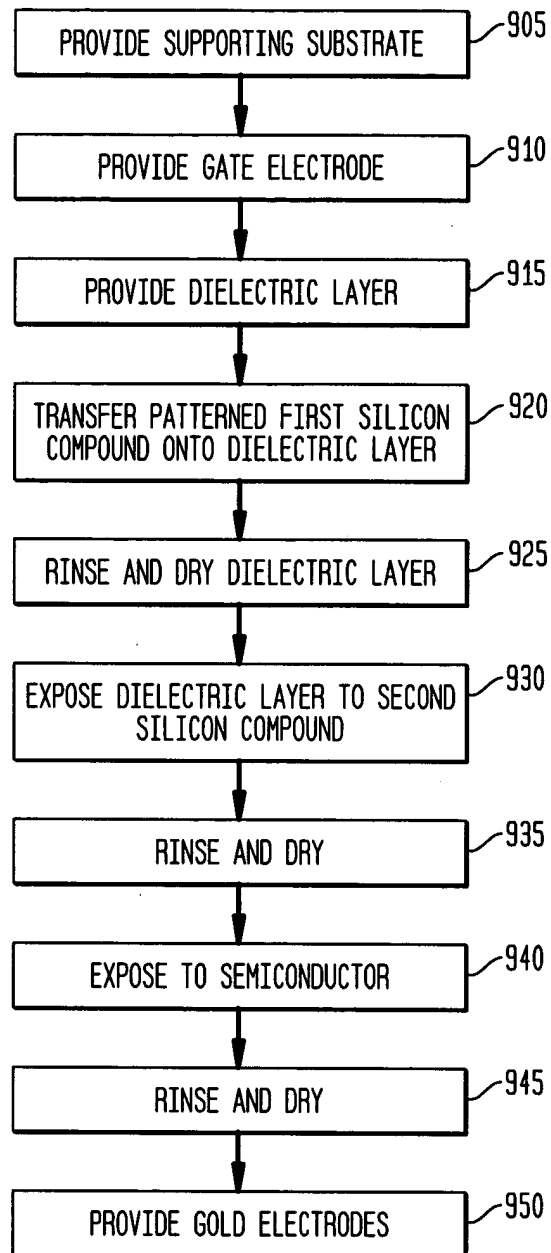 PROVIDE SUPPORTING SUBSTRATE
905
PROVIDE GATE ELECTRODE
910
PROVIDE DIELECTRIC LAYER
915
TRANSFER PATTERNED FIRST SILICON
COMPOUND ONTO DIELECTRIC LAYER
920
RINSE AND DRY DIELECTRIC LAYER
925
EXPOSE DIELECTRIC LAYER TO SECOND
SILICON COMPOUND
930
RINSE AND DRY
935
EXPOSE TO SEMICONDUCTOR
940
RINSE AND DRY
945
PROVIDE GOLD ELECTRODES
950